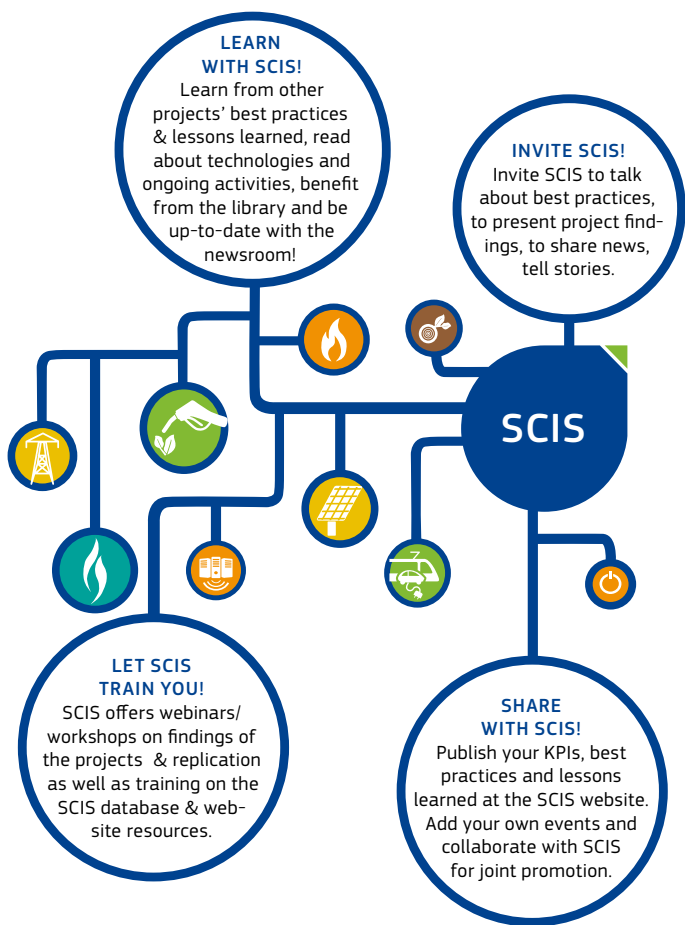 LEARN
WITH SCIS!
Learn from other
projects’ best practices
& lessons learned, read
about technologies and
ongoing activities, benefit
from the library and be
up-to-date with the
newsroom!
INVITE SCIS!
Invite SCIS to talk
about best practices,
to present project find-
ings, to share news,
tell stories.
SCIS
LET SCIS
TRAIN YOU!
SCIS offers webinars/
workshops on findings of
the projects & replication
as well as training on the
SCIS database & web-
site resources.
SHARE
WITH SCIS!
Publish your KPIs, best
practices and lessons
learned at the SCIS website.
Add your own events and
collaborate with SCIS
for joint promotion.